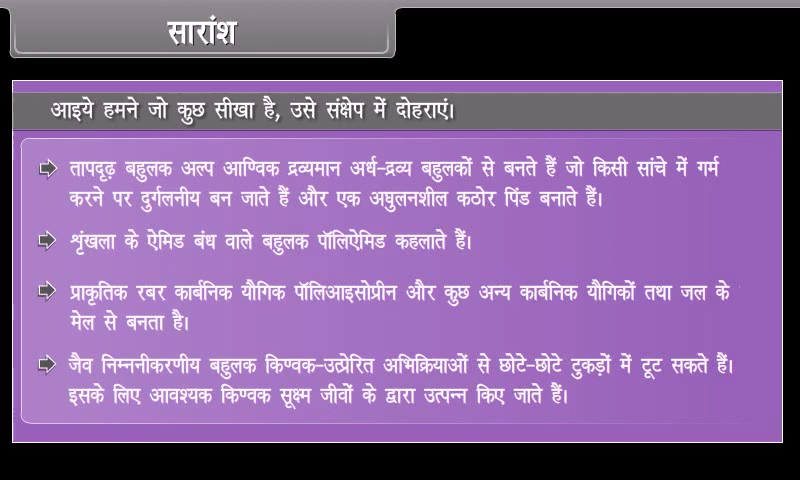 सारांश
आइये हमने जो कुछ सीखा है, उसे संक्षेप में दोहराएं।
तापदृढ़ बहुलक अल्प आण्विक द्रव्यमान अर्ध-द्रव्य बहुलकों से बनते हैं जो किसी सांचे में गर्म
करने पर दुर्गलनीय बन जाते हैं और एक अघुलनशील कठोर पिंड बनाते हैं।
शृंखला के ऐमिड बंध वाले बहुलक पॉलिऐमिड कहलाते हैं।
प्राकृतिक रबर कार्बनिक यौगिक पॉलिआइसोप्रीन और कुछ अन्य कार्बनिक यौगिकों तथा जल के
मेल से बनता है।
जैव निम्ननीकरणीय बहुलक किण्वक-उत्प्रेरित अभिक्रियाओं से छोटे-छोटे टुकड़ों में टूट सकते हैं।
इसके लिए आवश्यक किण्वक सूक्ष्म जीवों के द्वारा उत्पन्न किए जाते हैं।